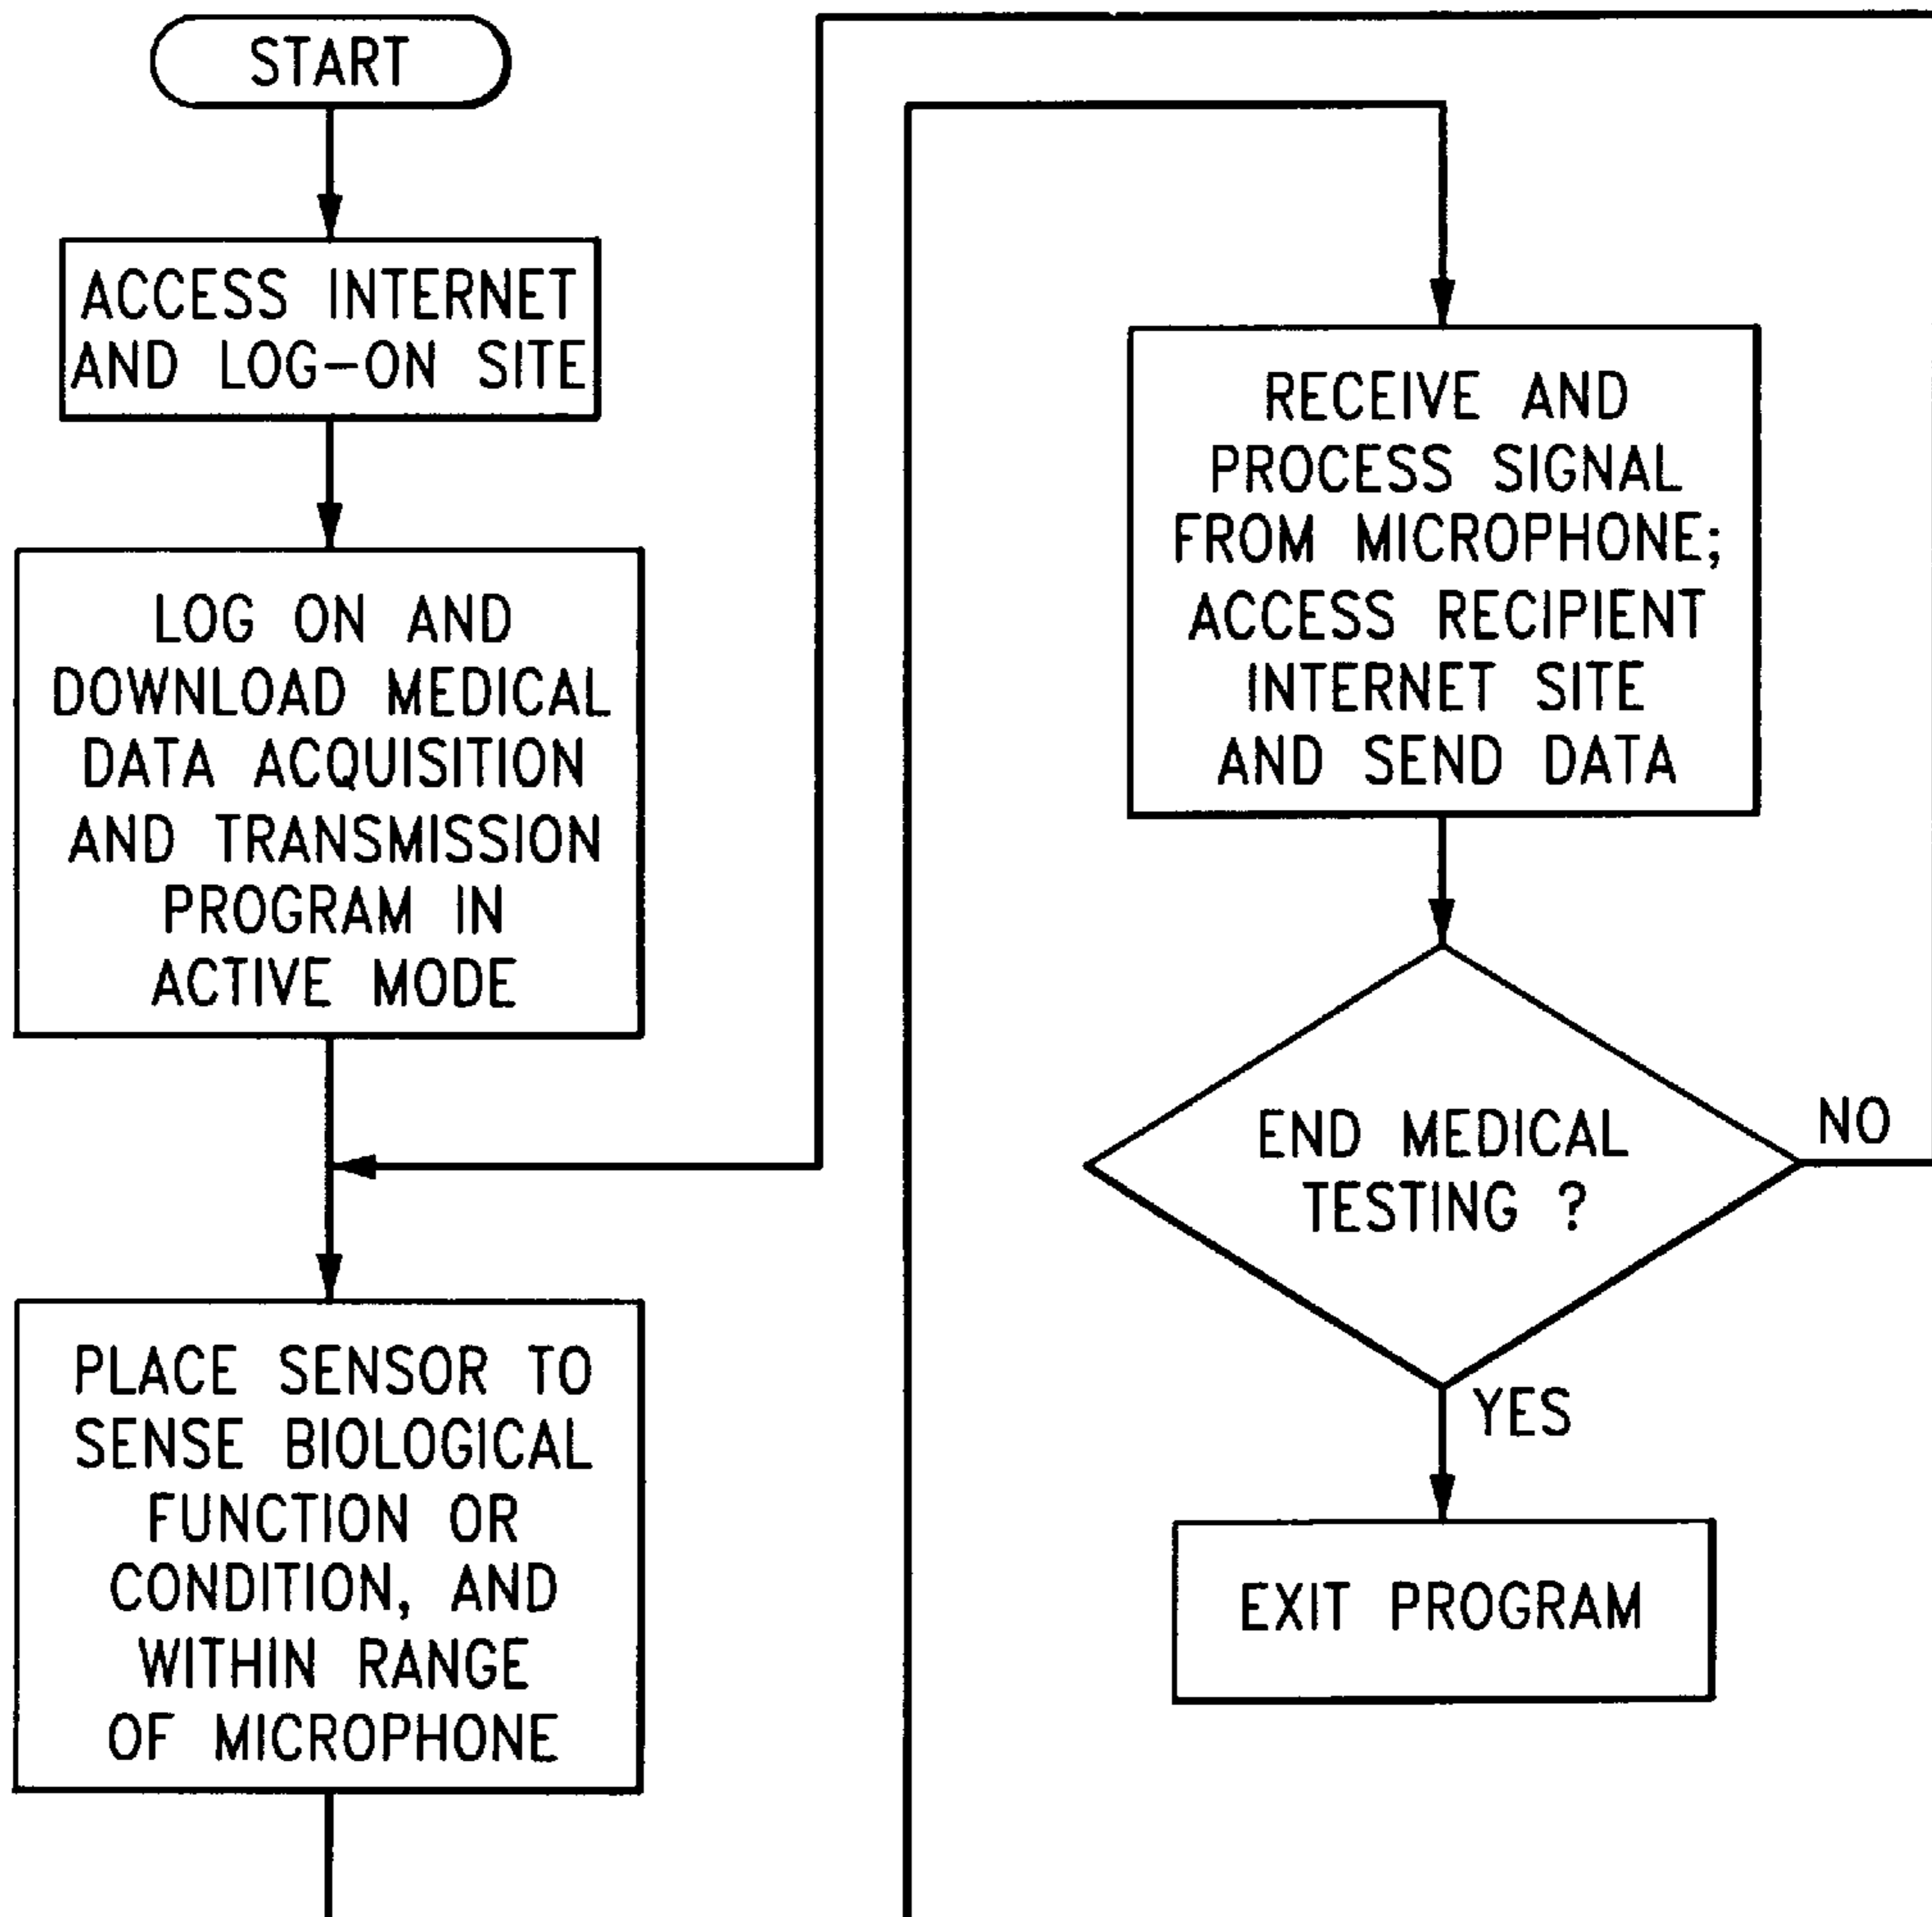 START
ACCESS INTERNET
AND LOG-ON SITE
LOG ON AND
DOWNLOAD MEDICAL
DATA ACQUISITION
AND TRANSMISSION
PROGRAM IN
ACTIVE MODE
PLACE SENSOR TO
SENSE BIOLOGICAL
FUNCTION OR
CONDITION, AND
WITHIN RANGE
OF MICROPHONE
RECEIVE AND
PROCESS SIGNAL
FROM MICROPHONE;
ACCESS RECIPIENT
INTERNET SITE
AND SEND DATA
END MEDICAL
TESTING ?
NO
YES
EXIT PROGRAM